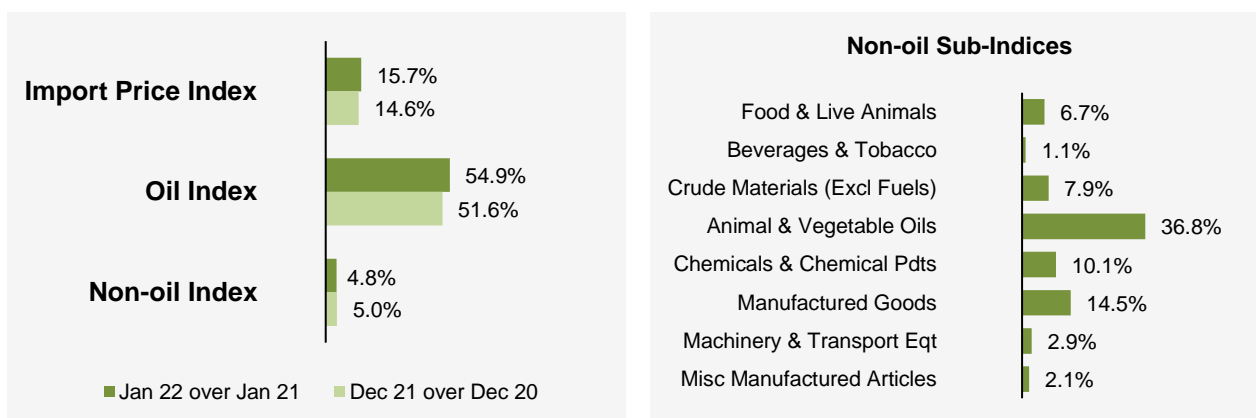 Import Price Index
15.7%
14.6%
Oil Index
54.9%
51.6%
Non-oil Index
4.8%
5.0%
Jan 22 over Jan 21
Dec 21 over Dec 20
Non-oil Sub-Indices
Food & Live Animals 6.7%
Beverages & Tobacco 1.1%
Crude Materials (Excl Fuels) 7.9%
Animal & Vegetable Oils 36.8%
Chemicals & Chemical Pdts 10.1%
Manufactured Goods 14.5%
Machinery & Transport Eqt 2.9%
Misc Manufactured Articles 2.1%